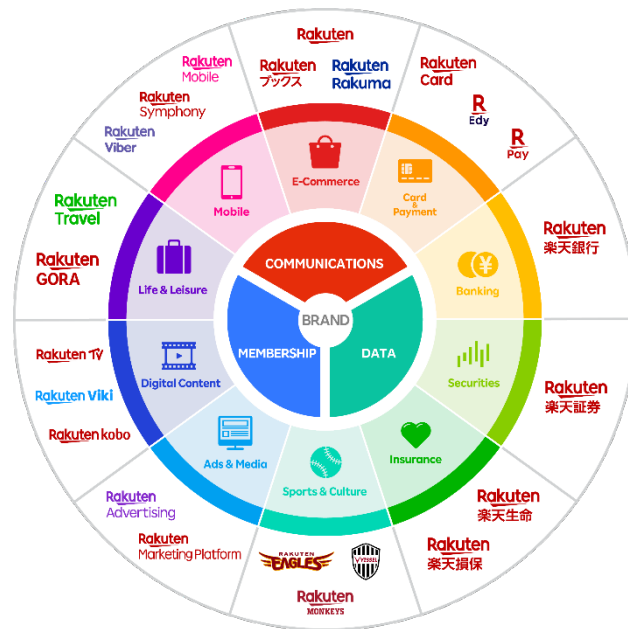 Rakuten
Rakuten
ブックス
Rakuten
Rakuma
Rakuten
Card
R
Edy
R
Pay
Rakuten
楽天銀行
Rakuten
楽天証券
Rakuten
楽天生命
Rakuten
楽天損保
RAKUTEN
EAGLES
VISSEL
Rakuten
MONKEYS
Rakuten
Advertising
Rakuten
Marketing Platform
Rakuten TV
Rakuten Viki
Rakuten kobo
Rakuten
Travel
Rakuten
GORA
Rakuten
Mobile
Rakuten
Symphony
Rakuten
Viber
E-Commerce
Card
&
Payment
Banking
Securities
Insurance
Sports & Culture
Ads & Media
Digital Content
Life & Leisure
Mobile
COMMUNICATIONS
BRAND
MEMBERSHIP
DATA